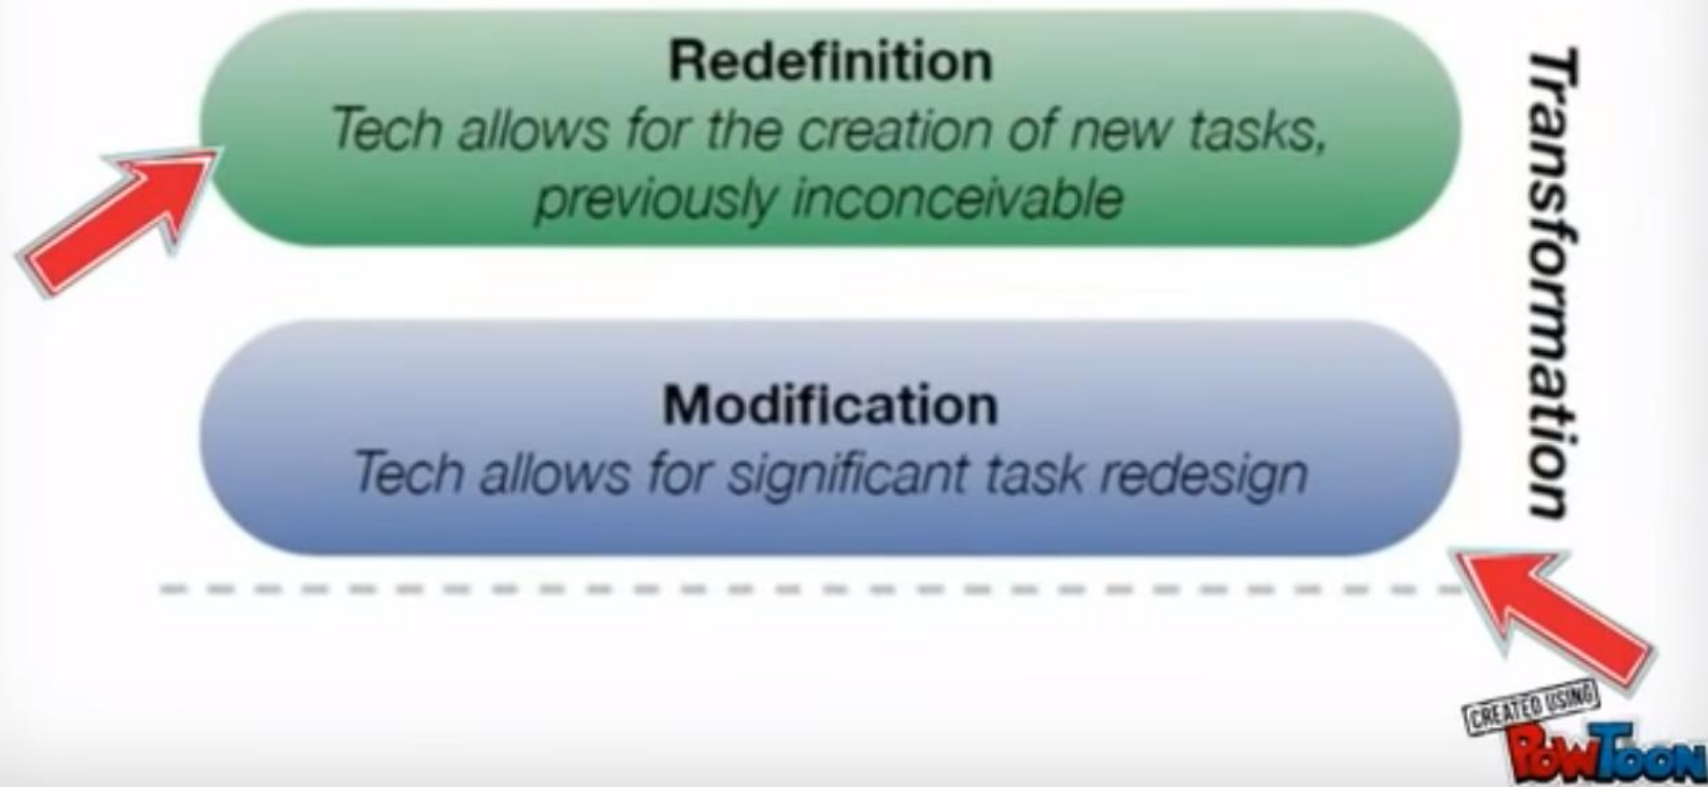 Redefinition
Tech allows for the creation of new tasks,
previously inconceivable
Transformation
Modification
Tech allows for significant task redesign
CREATED USING
POWTOON